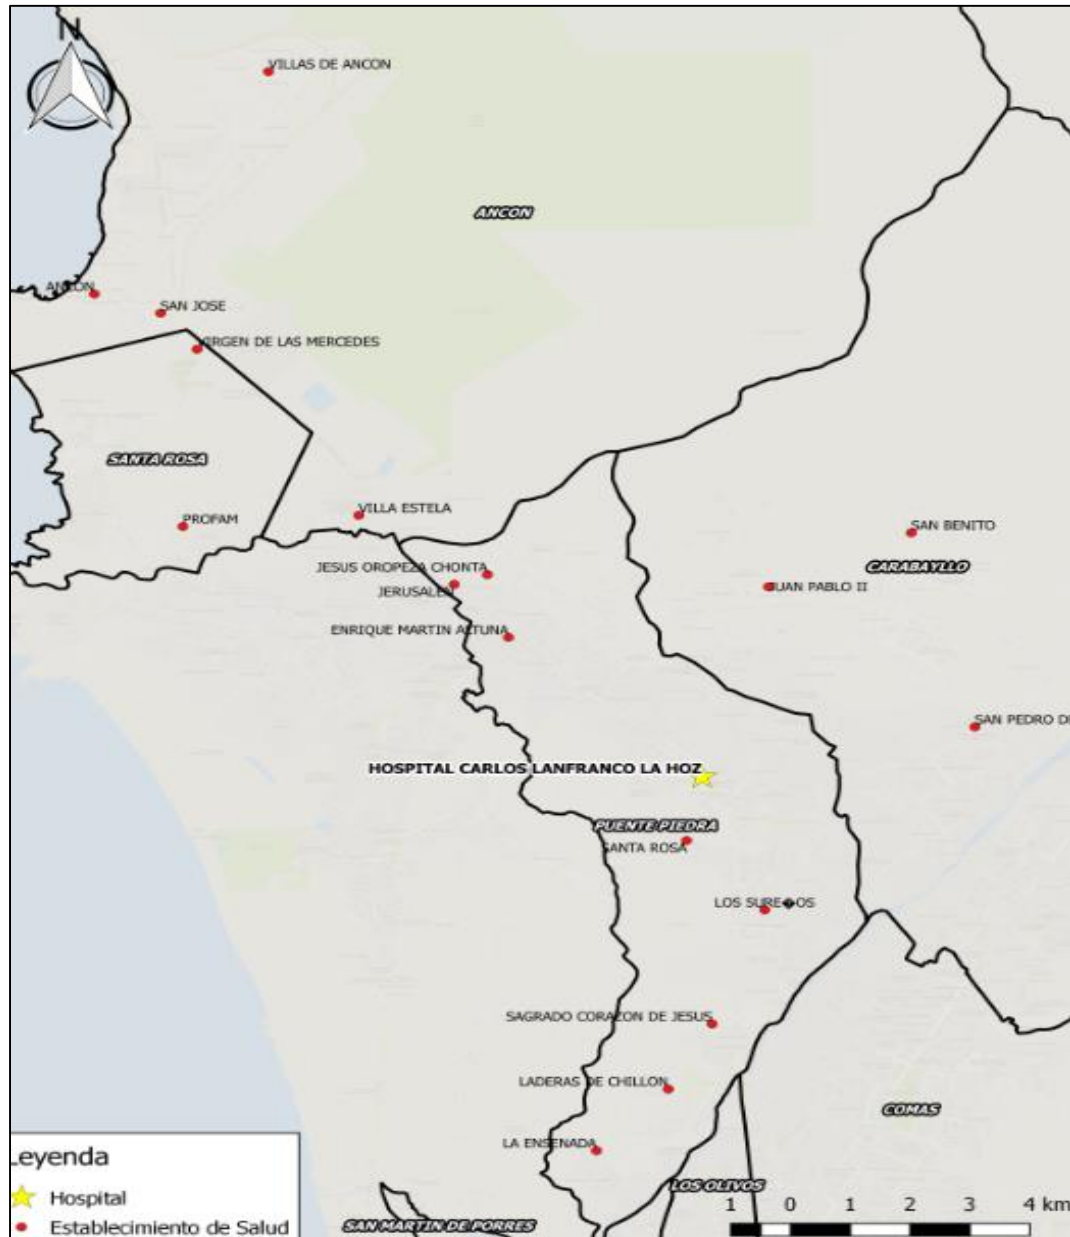 N
VILLAS DE ANCON
ANCON
ANCON
SAN JOSE
VIRGEN DE LAS MERCEDES
SANTA ROSA
VILLA ESTELA
PROFAM
SAN BENITO
CARABAYLLO
JESUS OROPEZA CHONTA
JERUSALEN
JUAN PABLO II
ENRIQUE MARTIN ALTUNA
SAN PEDRO DE
HOSPITAL CARLOS LANFRANCO LA HOZ
PUENTE PIEDRA
SANTA ROSA
LOS SURE�OS
SAGRADO CORAZON DE JESUS
LADERAS DE CHILLON
COMAS
LA ENSENADA
LOS OLIVOS
SAN MARTIN DE PORRES
Leyenda
Hospital
Establecimiento de Salud
1 0 1 2 3 4 km